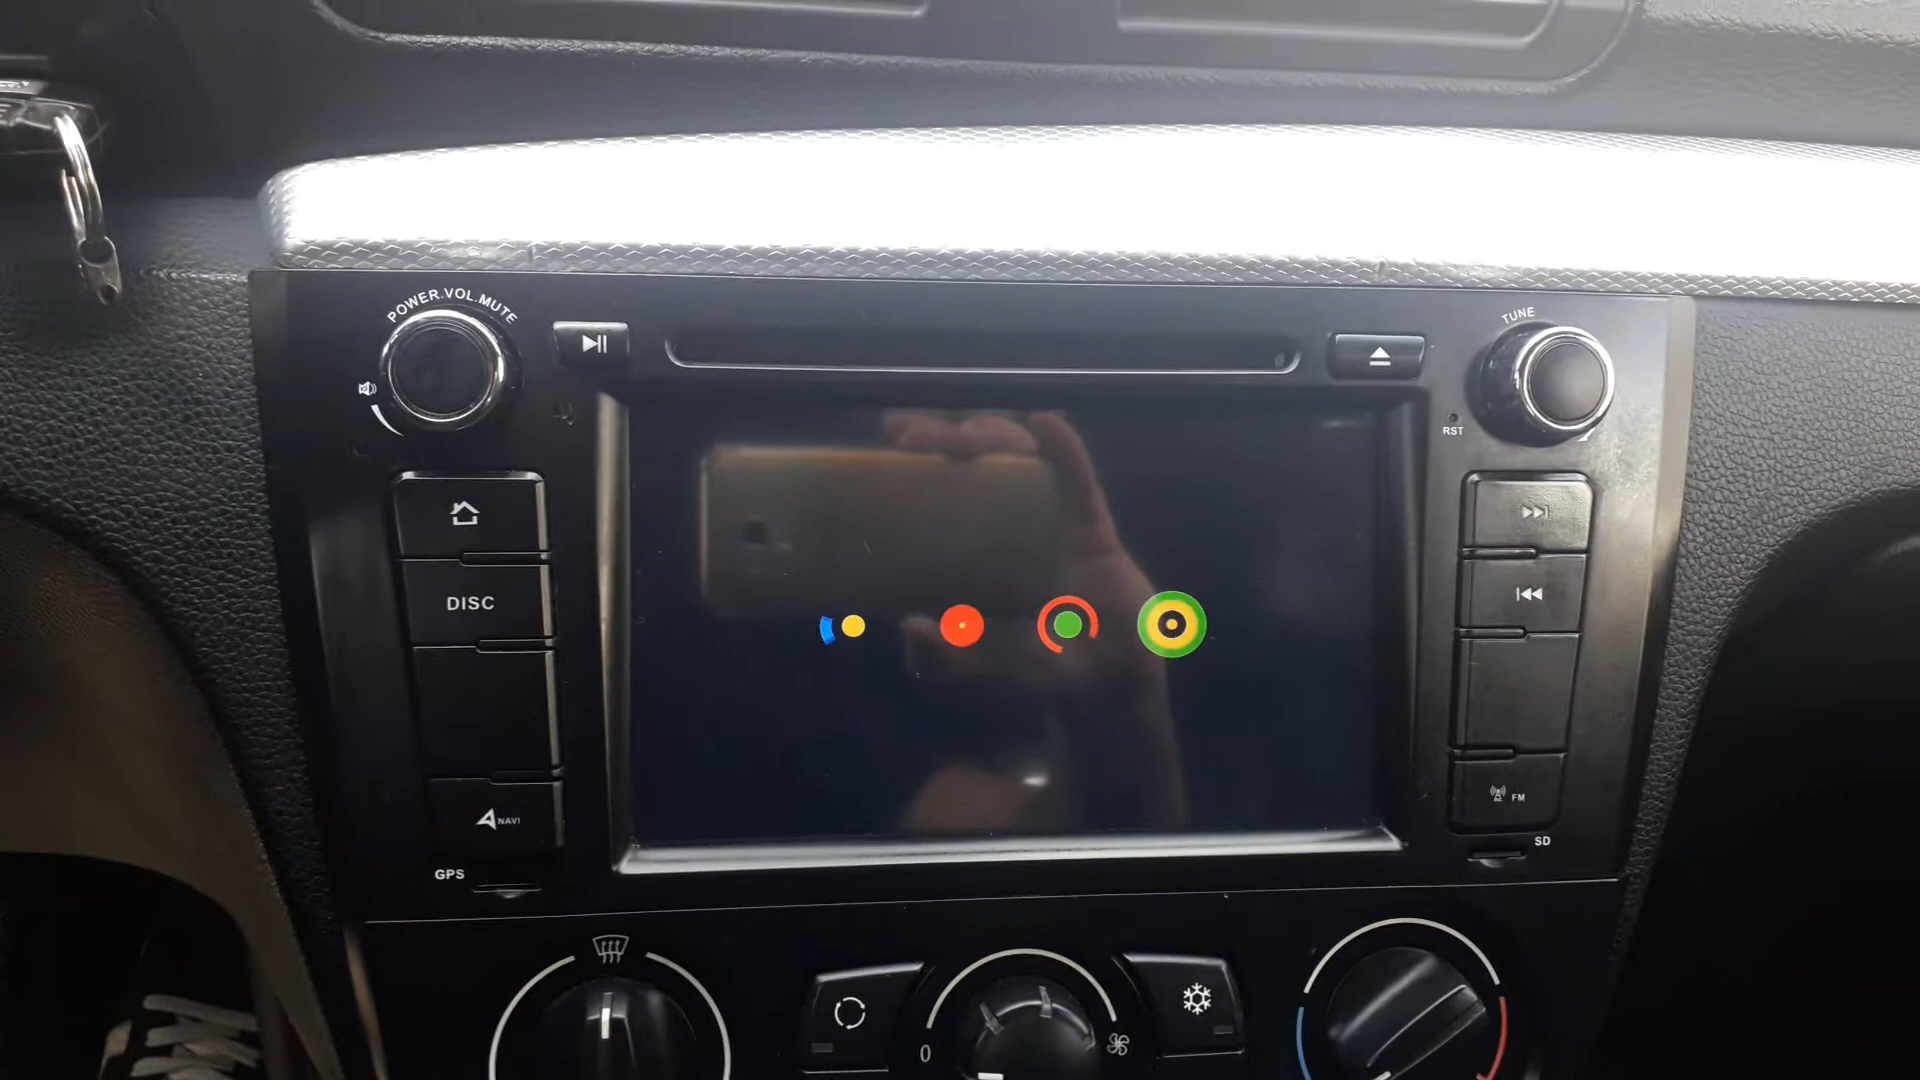 POWER.VOL.MUTE
TUNE
RST
DISC
NAVI
FM
GPS
SD
0